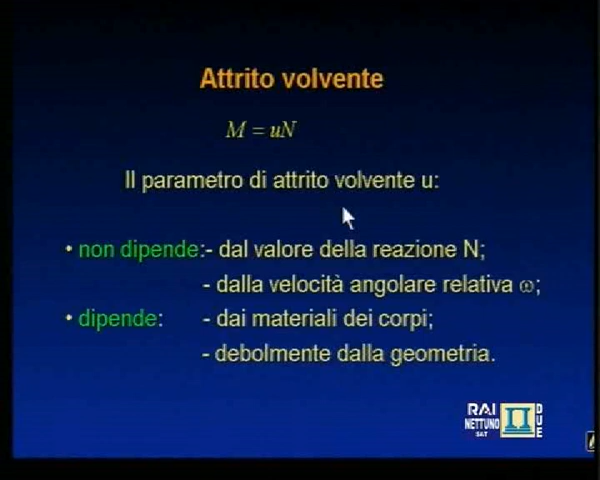 Attrito volvente
M = uN
Il parametro di attrito volvente u:
• non dipende:- dal valore della reazione N;
- dalla velocità angolare relativa ω;
• dipende: - dai materiali dei corpi;
- debolmente dalla geometria.
RAI
NETTUNO
SAT
DUE